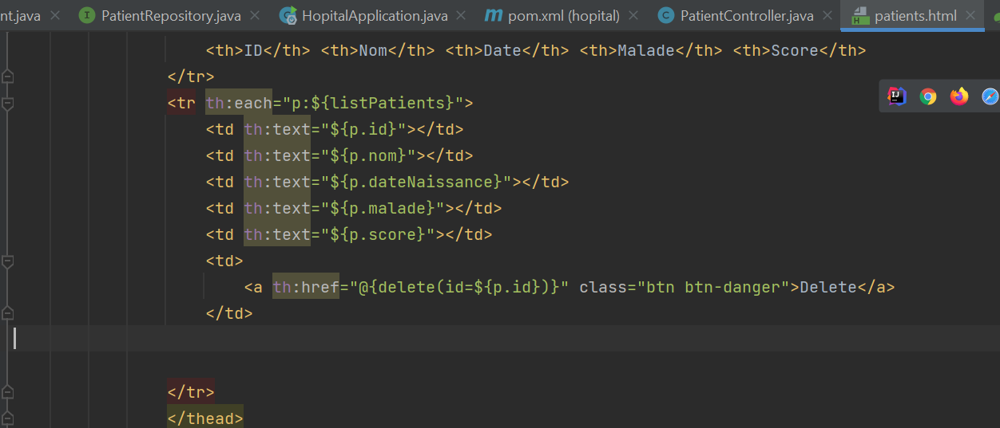 nt.java PatientRepository.java HopitalApplication.java pom.xml (hopital) PatientController.java patients.html
<th>ID</th> <th>Nom</th> <th>Date</th> <th>Malade</th> <th>Score</th>
</tr>
<tr th:each="p:${listPatients}">
<td th:text="${p.id}"></td>
<td th:text="${p.nom}"></td>
<td th:text="${p.dateNaissance}"></td>
<td th:text="${p.malade}"></td>
<td th:text="${p.score}"></td>
<td>
<a th:href="@{delete(id=${p.id})}" class="btn btn-danger">Delete</a>
</td>
</tr>
</thead>